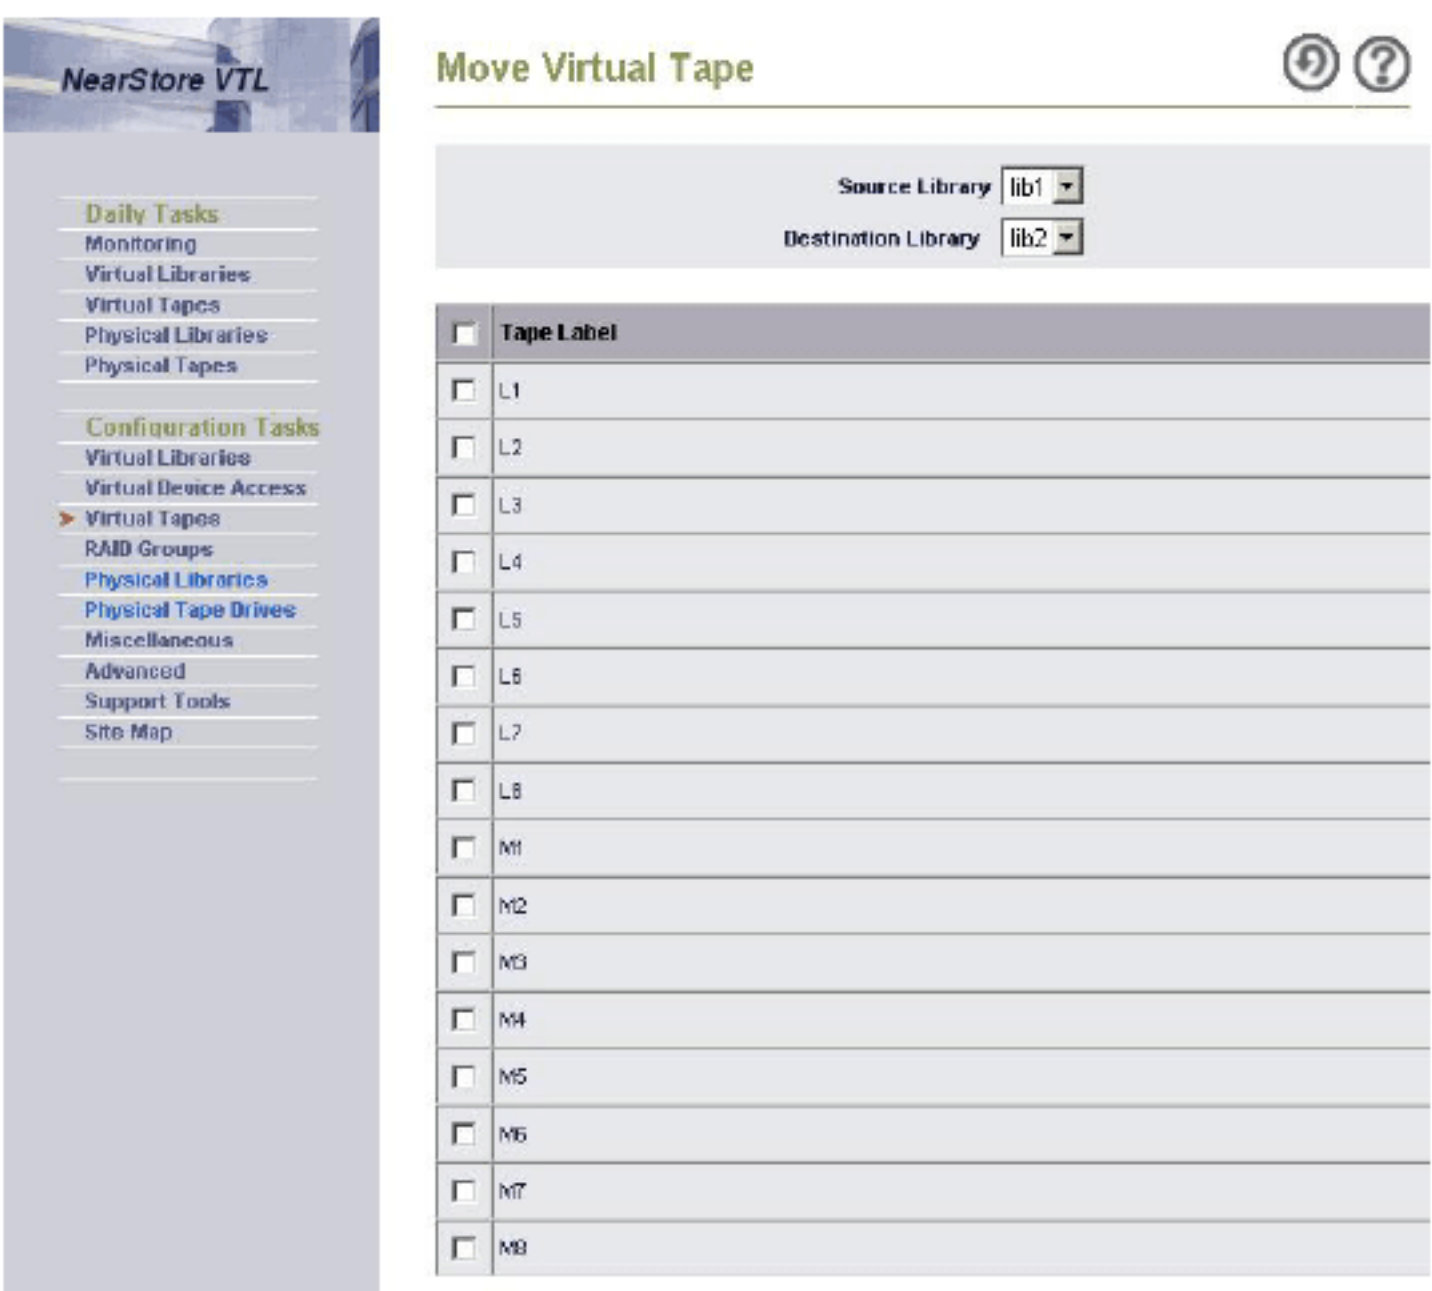 NearStore VTL
Daily Tasks
Monitoring
Virtual Libraries
Virtual Tapes
Physical Libraries
Physical Tapes
Configuration Tasks
Virtual Libraries
Virtual Device Access
Virtual Tapes
RAID Groups
Physical Libraries
Physical Tape Drives
Miscellaneous
Advanced
Support Tools
Site Map
Move Virtual Tape
?
Source Library lib1
Destination Library lib2
Tape Label
L1
L2
L3
L4
L5
L6
L7
L8
M1
M2
M3
M4
M5
M6
M7
M8